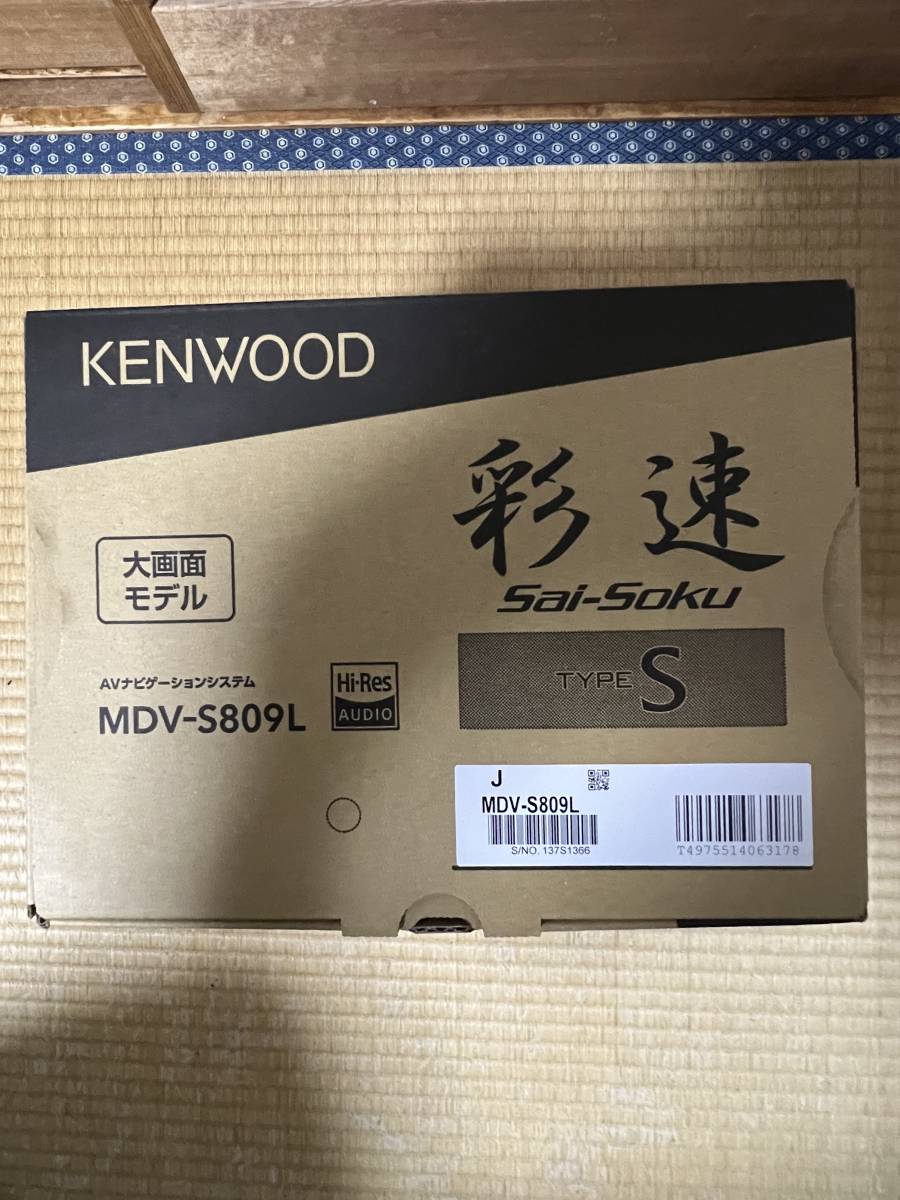 KENWOOD
彩速
Sai-Soku
大画面
モデル
TYPE S
AVナビゲーションシステム
MDV-S809L
Hi-Res
AUDIO
J
MDV-S809L
S/NO. 137S1366
T4975514063178